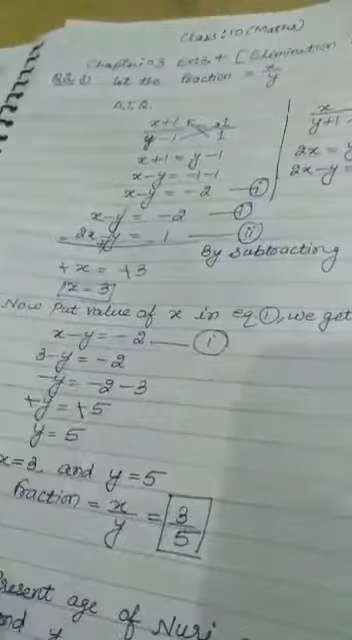 Class:10 (Maths)
Chapter:03 Ex:3.4 [Elimination
Let the fraction = x/y
A.T.Q.
x+1/y-1 = 1/1
x+1 = y-1
x-y = -1-1
x-y = -2 — (i)
x/y+1
2x = y
2x-y =
x-y = -2 — (i)
2x-y = 1 — (ii)
By Subtracting
+x = +3
x = 3
Now Put value of x in eq (i), we get
x-y = -2 — (i)
3-y = -2
-y = -2-3
+y = +5
y = 5
x=3, and y=5
Fraction = x/y = 3/5
Present age of Nuri